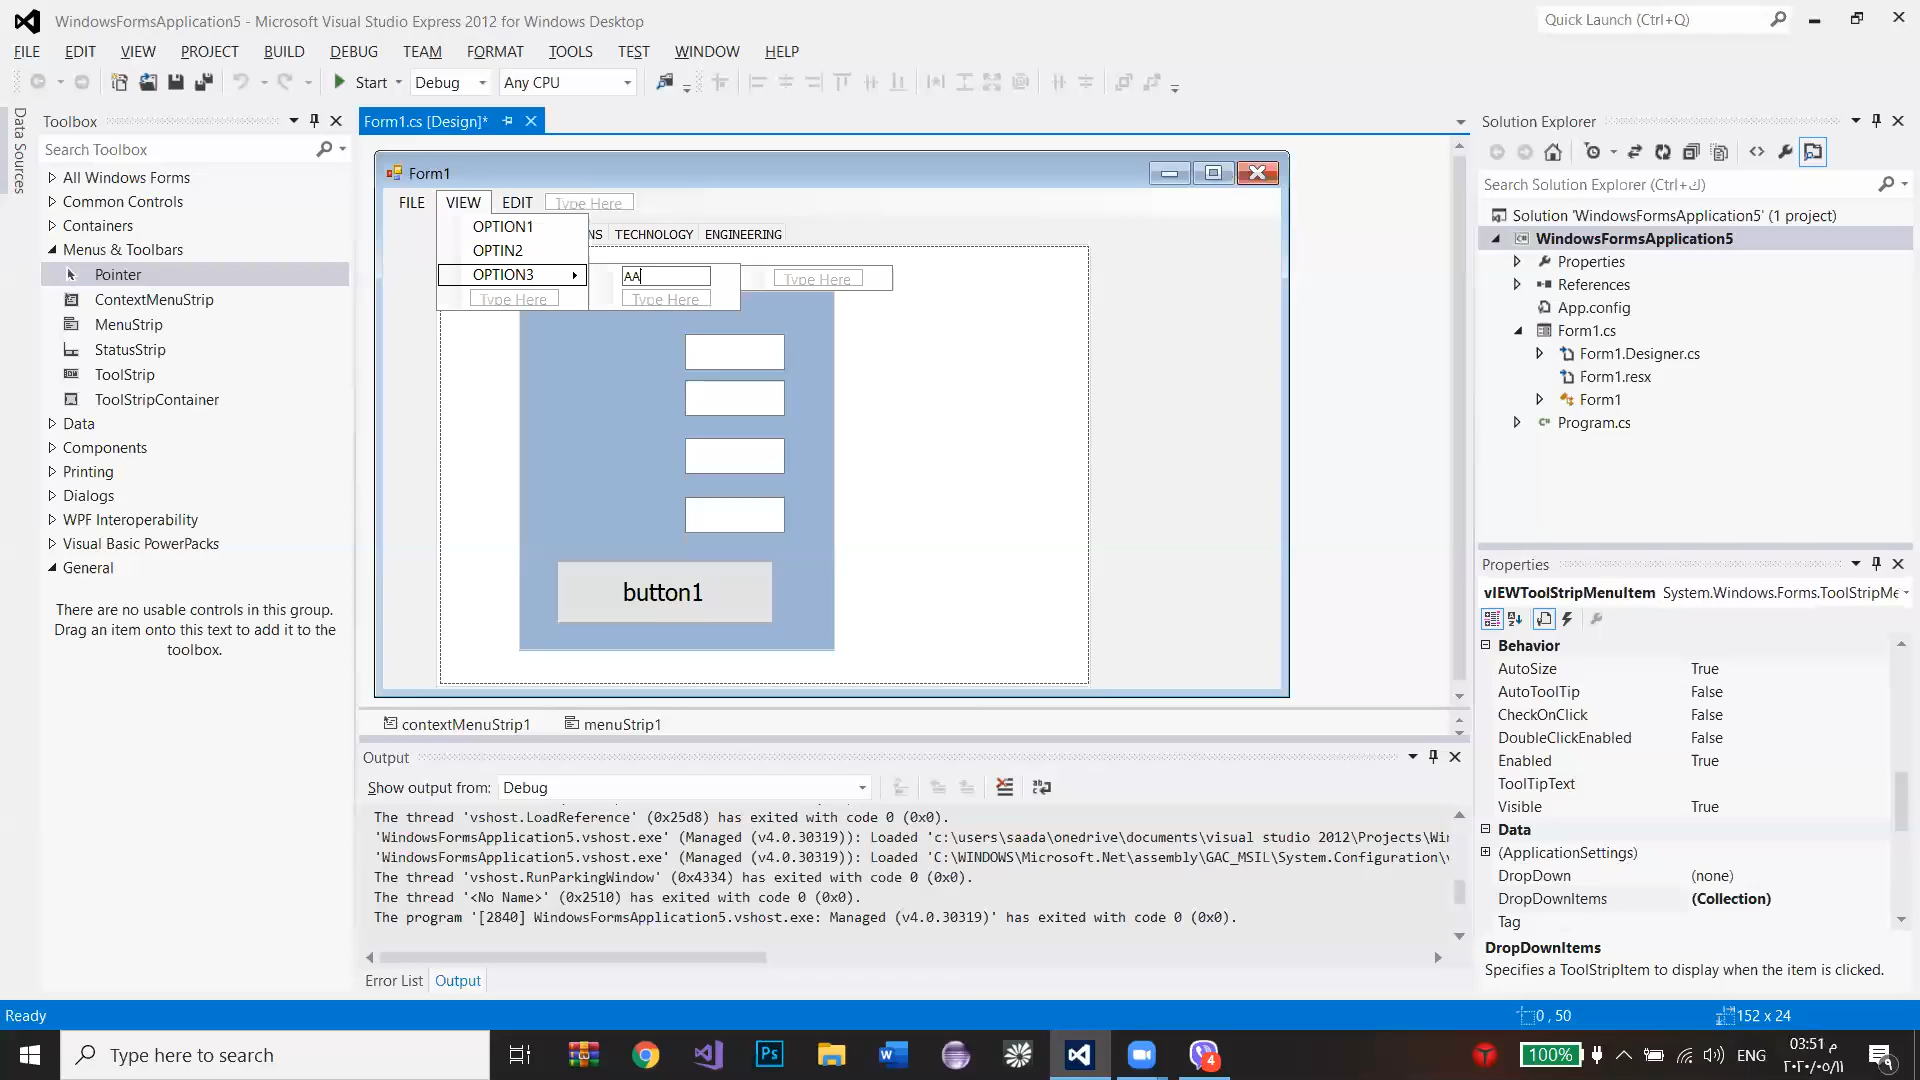 WindowsFormsApplication5 - Microsoft Visual Studio Express 2012 for Windows Desktop
Quick Launch (Ctrl+Q)
FILE EDIT VIEW PROJECT BUILD DEBUG TEAM FORMAT TOOLS TEST WINDOW HELP
Start Debug Any CPU
Data Sources
Toolbox
Search Toolbox
All Windows Forms
Common Controls
Containers
Menus & Toolbars
Pointer
ContextMenuStrip
MenuStrip
StatusStrip
ToolStrip
ToolStripContainer
Data
Components
Printing
Dialogs
WPF Interoperability
Visual Basic PowerPacks
General
There are no usable controls in this group.
Drag an item onto this text to add it to the
toolbox.
Form1.cs [Design]*
Form1
FILE VIEW EDIT Type Here
OPTION1
NS TECHNOLOGY ENGINEERING
OPTIN2
OPTION3 AA Type Here
Type Here Type Here
button1
contextMenuStrip1 menuStrip1
Output
Show output from: Debug
The thread 'vshost.LoadReference' (0x25d8) has exited with code 0 (0x0).
'WindowsFormsApplication5.vshost.exe' (Managed (v4.0.30319)): Loaded 'c:\users\saada\onedrive\documents\visual studio 2012\Projects\Wi
'WindowsFormsApplication5.vshost.exe' (Managed (v4.0.30319)): Loaded 'C:\WINDOWS\Microsoft.Net\assembly\GAC_MSIL\System.Configuration\
The thread 'vshost.RunParkingWindow' (0x4334) has exited with code 0 (0x0).
The thread '<No Name>' (0x2510) has exited with code 0 (0x0).
The program '[2840] WindowsFormsApplication5.vshost.exe: Managed (v4.0.30319)' has exited with code 0 (0x0).
Error List Output
Solution Explorer
Search Solution Explorer (Ctrl+ك)
Solution 'WindowsFormsApplication5' (1 project)
WindowsFormsApplication5
Properties
References
App.config
Form1.cs
Form1.Designer.cs
Form1.resx
Form1
Program.cs
Properties
vIEWToolStripMenuItem System.Windows.Forms.ToolStripMe
Behavior
AutoSize True
AutoToolTip False
CheckOnClick False
DoubleClickEnabled False
Enabled True
ToolTipText
Visible True
Data
(ApplicationSettings)
DropDown (none)
DropDownItems (Collection)
Tag
DropDownItems
Specifies a ToolStripItem to display when the item is clicked.
Ready 0 , 50 152 x 24
Type here to search
Ps
4
100%
ENG
03:51 م
٢٠٢٠/٠٥/١١
٩